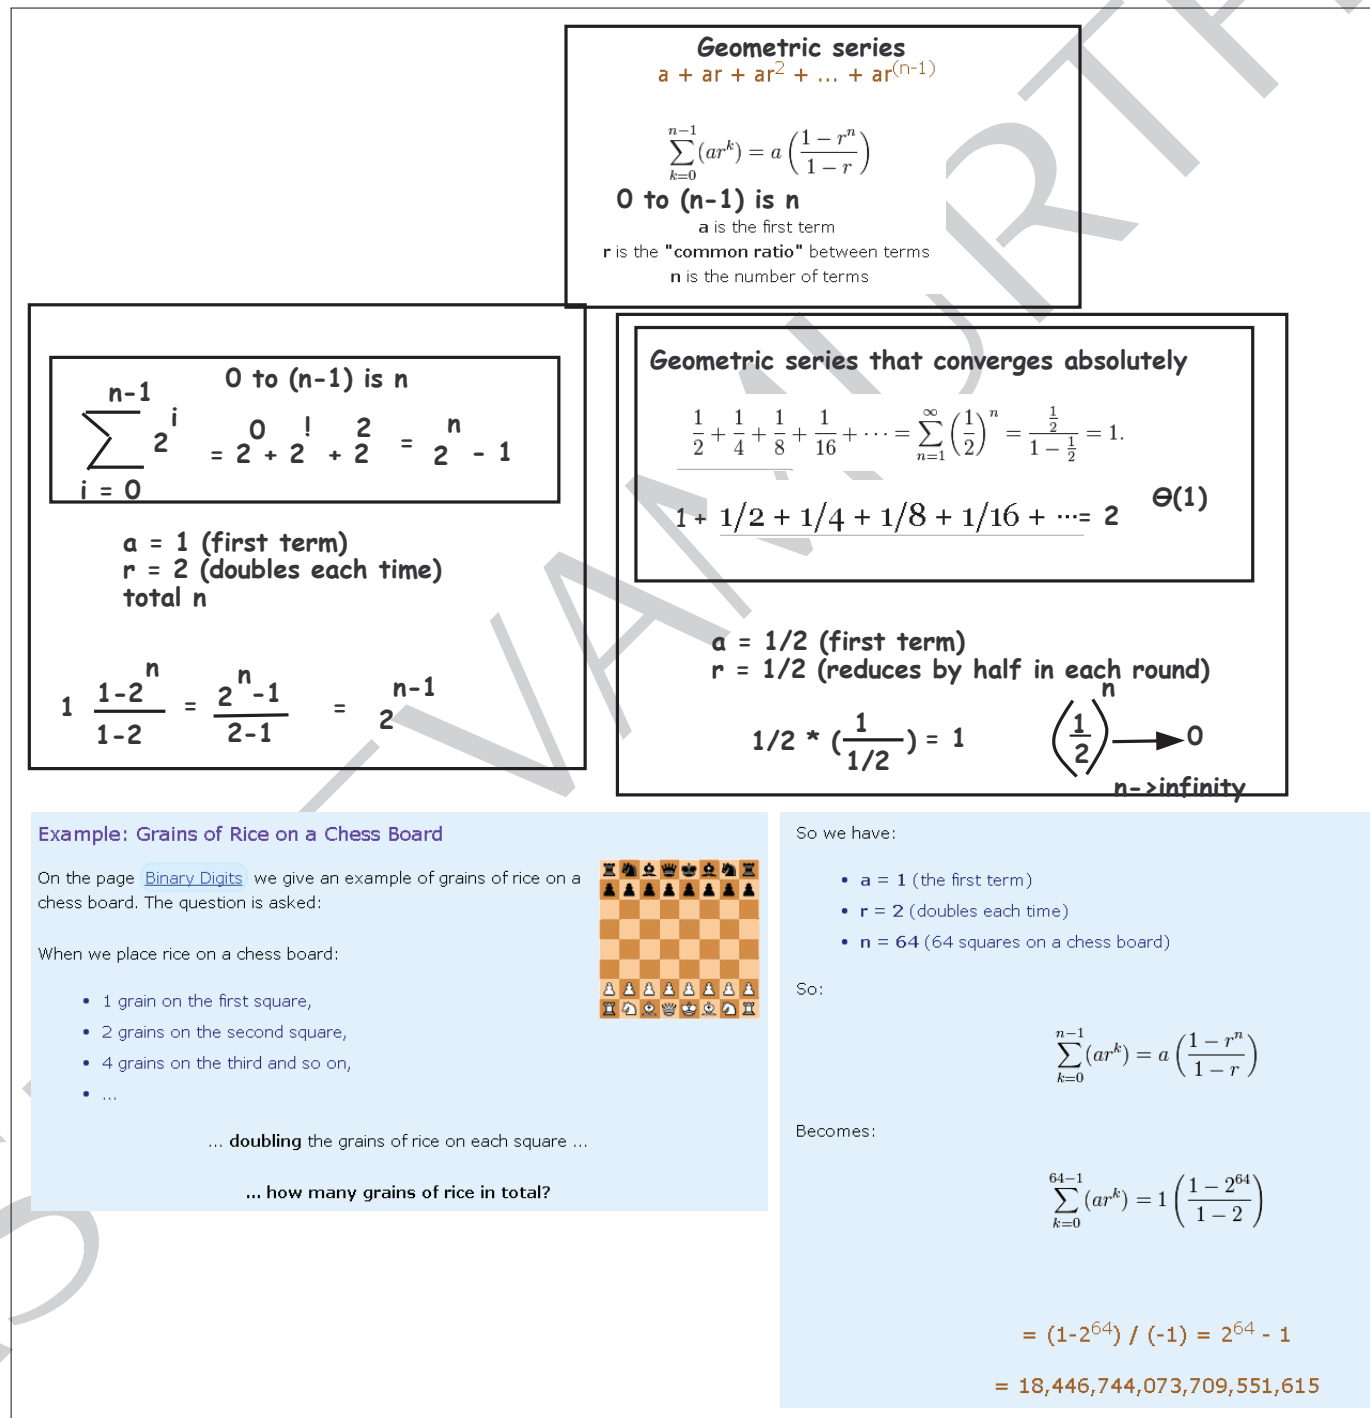 Geometric series
a + ar + ar² + ... + ar⁽ⁿ⁻¹⁾
n−1
∑ (arᵏ) = a ( (1 − rⁿ) / (1 − r) )
k=0
0 to (n-1) is n
a is the first term
r is the "common ratio" between terms
n is the number of terms
0 to (n-1) is n
n-1
∑ 2^i = 2^0 + 2^! + 2^2 = 2^n - 1
i = 0
a = 1 (first term)
r = 2 (doubles each time)
total n
1 (1-2^n)/(1-2) = (2^n-1)/(2-1) = 2^n-1
Geometric series that converges absolutely
1/2 + 1/4 + 1/8 + 1/16 + ⋯ = ∑_{n=1}^{∞} (1/2)^n = (1/2)/(1 − 1/2) = 1.
1 + 1/2 + 1/4 + 1/8 + 1/16 + ⋯= 2 Θ(1)
a = 1/2 (first term)
r = 1/2 (reduces by half in each round)
1/2 * (1/(1/2)) = 1 (1/2)^n → 0
n->infinity
Example: Grains of Rice on a Chess Board
On the page Binary Digits we give an example of grains of rice on a
chess board. The question is asked:
When we place rice on a chess board:
• 1 grain on the first square,
• 2 grains on the second square,
• 4 grains on the third and so on,
• ...
... doubling the grains of rice on each square ...
... how many grains of rice in total?
So we have:
• a = 1 (the first term)
• r = 2 (doubles each time)
• n = 64 (64 squares on a chess board)
So:
n−1
∑ (arᵏ) = a ( (1 − rⁿ) / (1 − r) )
k=0
Becomes:
64−1
∑ (arᵏ) = 1 ( (1 − 2⁶⁴) / (1 − 2) )
k=0
= (1-2⁶⁴) / (-1) = 2⁶⁴ - 1
= 18,446,744,073,709,551,615